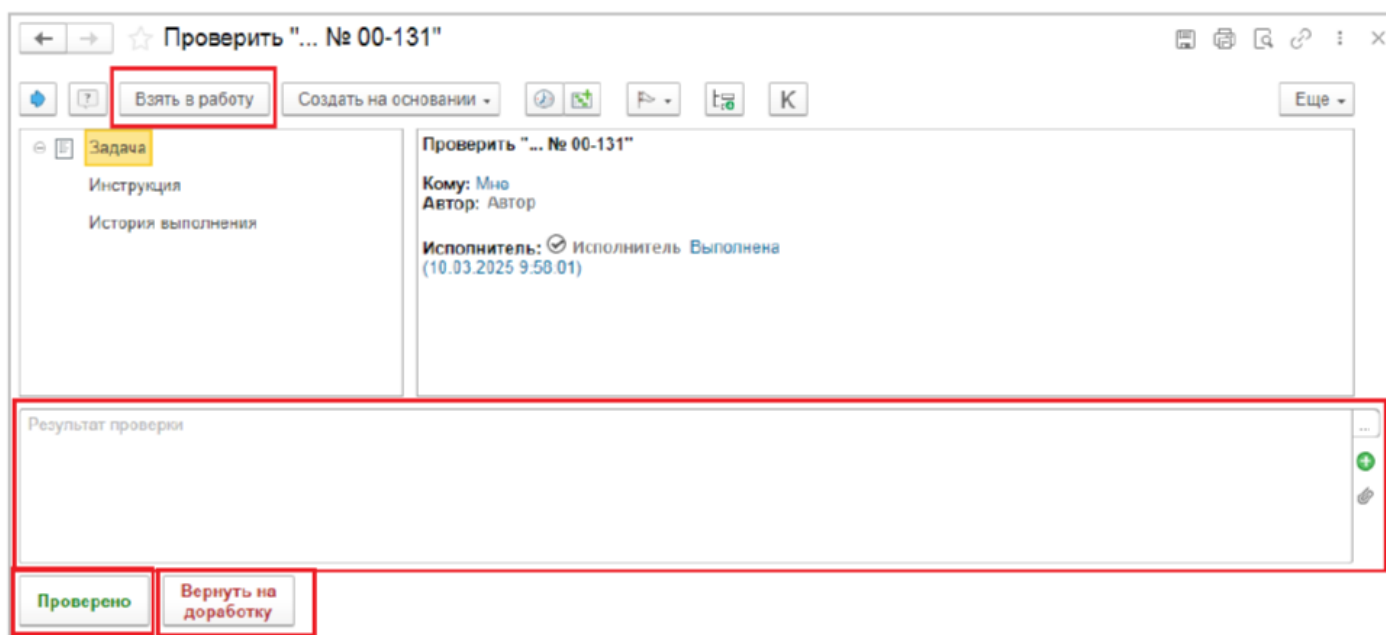 Проверить "... № 00-131"
Взять в работу
Создать на основании
К
Еще
Задача
Инструкция
История выполнения
Проверить "... № 00-131"
Кому: Мне
Автор: Автор
Исполнитель: Исполнитель Выполнена
(10.03.2025 9:58:01)
Результат проверки
...
Проверено
Вернуть на
доработку